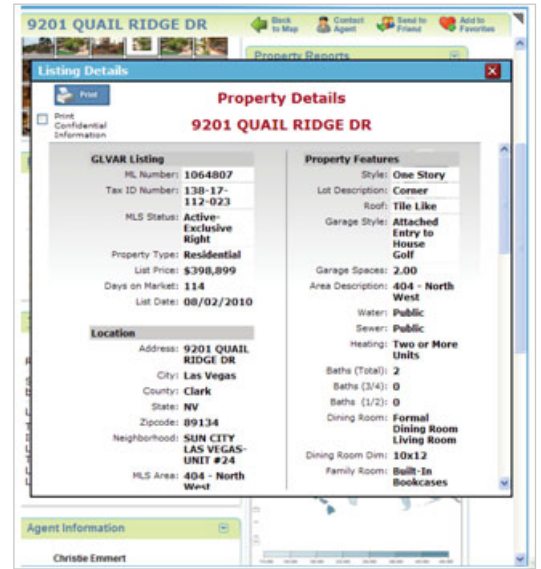 9201 QUAIL RIDGE DR
Back to Map
Contact Agent
Send to Friend
Add to Favorites
Property Reports
Listing Details
Print
Print Confidential Information
Property Details
9201 QUAIL RIDGE DR
GLVAR Listing
ML Number: 1064807
Tax ID Number: 138-17-
112-023
MLS Status: Active-
Exclusive
Right
Property Type: Residential
List Price: $398,899
Days on Market: 114
List Date: 08/02/2010
Location
Address: 9201 QUAIL
RIDGE DR
City: Las Vegas
County: Clark
State: NV
Zipcode: 89134
Neighborhood: SUN CITY
LAS VEGAS-
UNIT #24
MLS Area: 404 - North
West
Property Features
Style: One Story
Lot Description: Corner
Roof: Tile Like
Garage Style: Attached
Entry to
House
Golf
Garage Spaces: 2.00
Area Description: 404 - North
West
Water: Public
Sewer: Public
Heating: Two or More
Units
Baths (Total): 2
Baths (3/4): 0
Baths (1/2): 0
Dining Room: Formal
Dining Room
Living Room
Dining Room Dim: 10x12
Family Room: Built-In
Bookcases
Agent Information
Christie Emmert